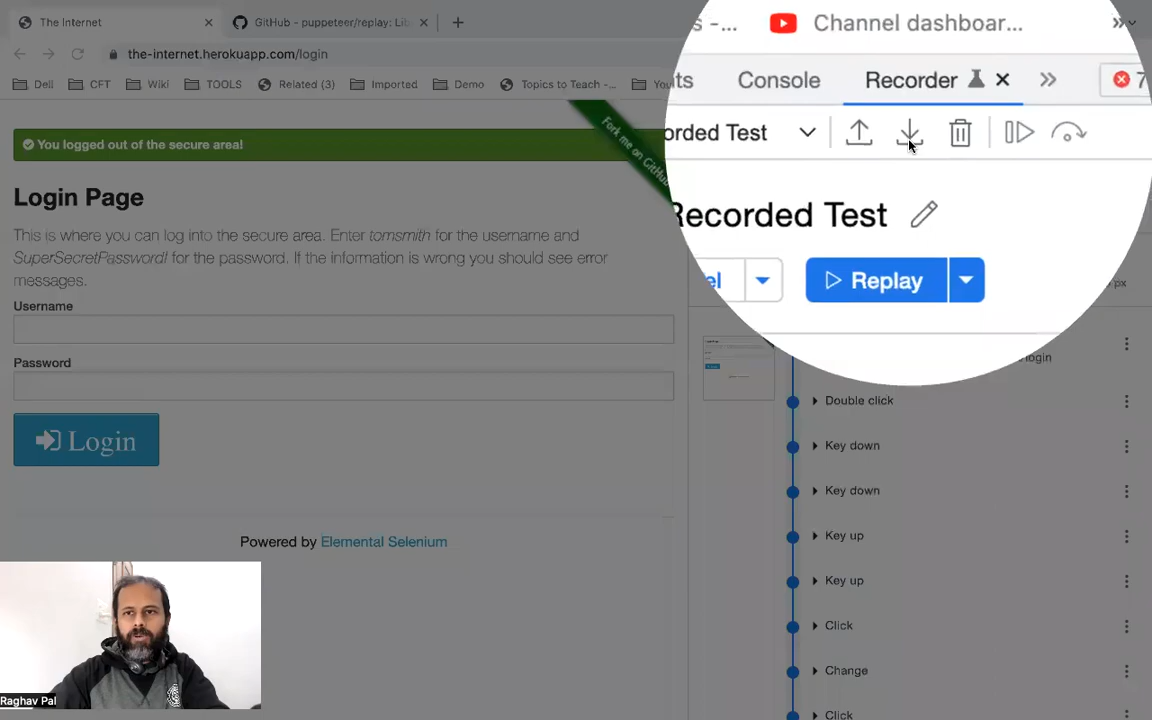 The Internet
GitHub - puppeteer/replay: Lib
the-internet.herokuapp.com/login
Dell
CFT
Wiki
TOOLS
Related (3)
Imported
Demo
Topics to Teach -...
Channel dashboar...
Console
Recorder
7
orded Test
You logged out of the secure area!
Fork me on GitHub
Login Page
This is where you can log into the secure area. Enter tomsmith for the username and
SuperSecretPassword! for the password. If the information is wrong you should see error
messages.
Username
Password
Login
Powered by Elemental Selenium
Recorded Test
Replay
px
login
Double click
Key down
Key down
Key up
Key up
Click
Change
Click
Raghav Pal